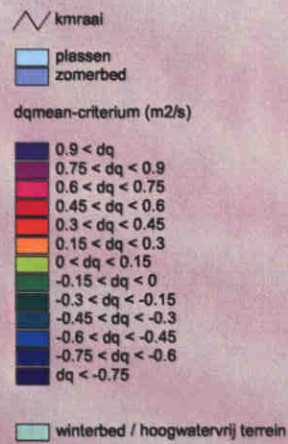 kmraai
plassen
zomerbed
dqmean-criterium (m2/s)
0.9 < dq
0.75 < dq < 0.9
0.6 < dq < 0.75
0.45 < dq < 0.6
0.3 < dq < 0.45
0.15 < dq < 0.3
0 < dq < 0.15
-0.15 < dq < 0
-0.3 < dq < -0.15
-0.45 < dq < -0.3
-0.6 < dq < -0.45
-0.75 < dq < -0.6
dq < -0.75
winterbed / hoogwatervrij terrein